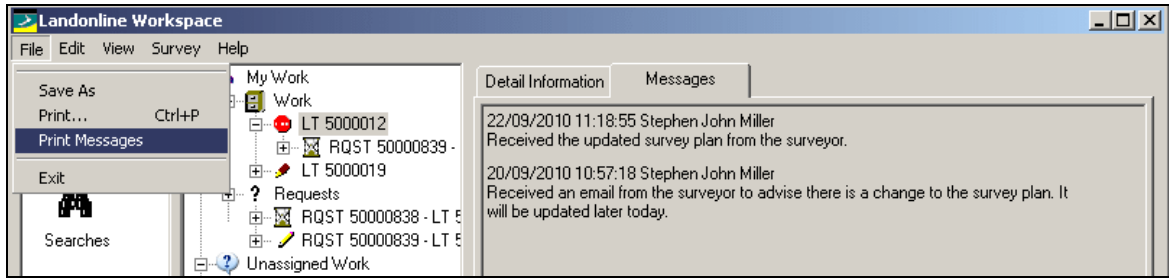 Landonline Workspace
File Edit View Survey Help
Save As
Print... Ctrl+P
Print Messages
Exit
Searches
My Work
Work
LT 5000012
RQST 50000839 -
LT 5000019
? Requests
RQST 50000838 - LT 5
RQST 50000839 - LT 5
Unassigned Work
Detail Information Messages
22/09/2010 11:18:55 Stephen John Miller
Received the updated survey plan from the surveyor.
20/09/2010 10:57:18 Stephen John Miller
Received an email from the surveyor to advise there is a change to the survey plan. It
will be updated later today.